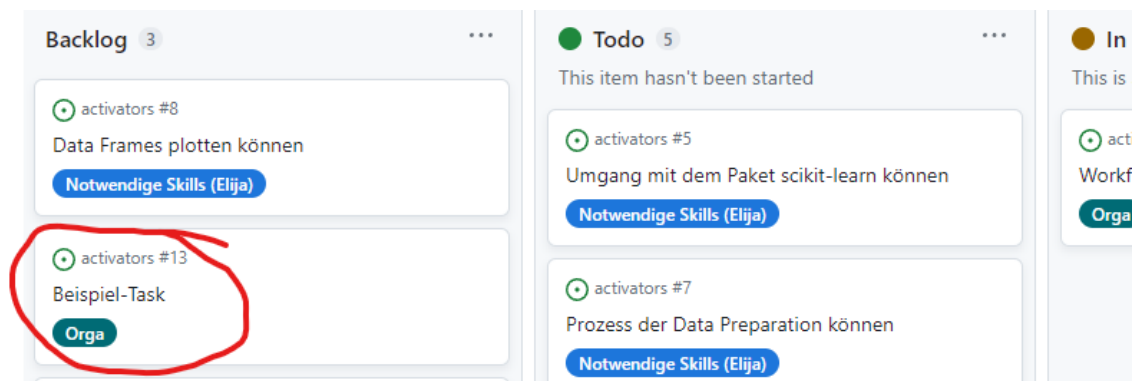 Backlog 3 ...
activators #8
Data Frames plotten können
Notwendige Skills (Elija)
activators #13
Beispiel-Task
Orga
Todo 5 ...
This item hasn't been started
activators #5
Umgang mit dem Paket scikit-learn können
Notwendige Skills (Elija)
activators #7
Prozess der Data Preparation können
Notwendige Skills (Elija)
In
This is
act
Workf
Orga